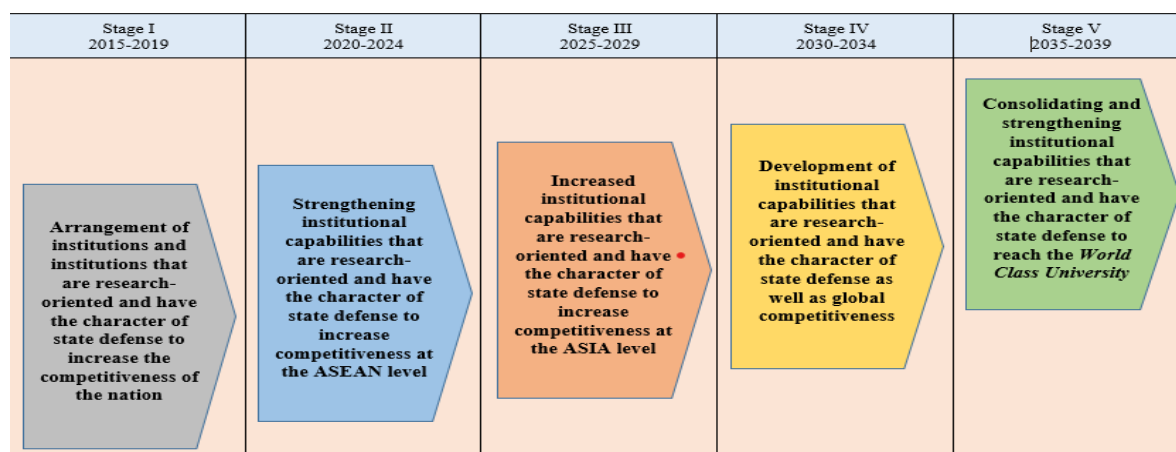 Stage I
2015-2019
Stage II
2020-2024
Stage III
2025-2029
Stage IV
2030-2034
Stage V
2035-2039
Arrangement of
institutions and
institutions that
are research-
oriented and have
the character of
state defense to
increase the
competitiveness of
the nation
Strengthening
institutional
capabilities that
are research-
oriented and have
the character of
state defense to
increase
competitiveness at
the ASEAN level
Increased
institutional
capabilities that
are research-
oriented and have
the character of
state defense to
increase
competitiveness at
the ASIA level
Development of
institutional
capabilities that
are research-
oriented and have
the character of
state defense as
well as global
competitiveness
Consolidating and
strengthening
institutional
capabilities that
are research-
oriented and have
the character of
state defense to
reach the World
Class University